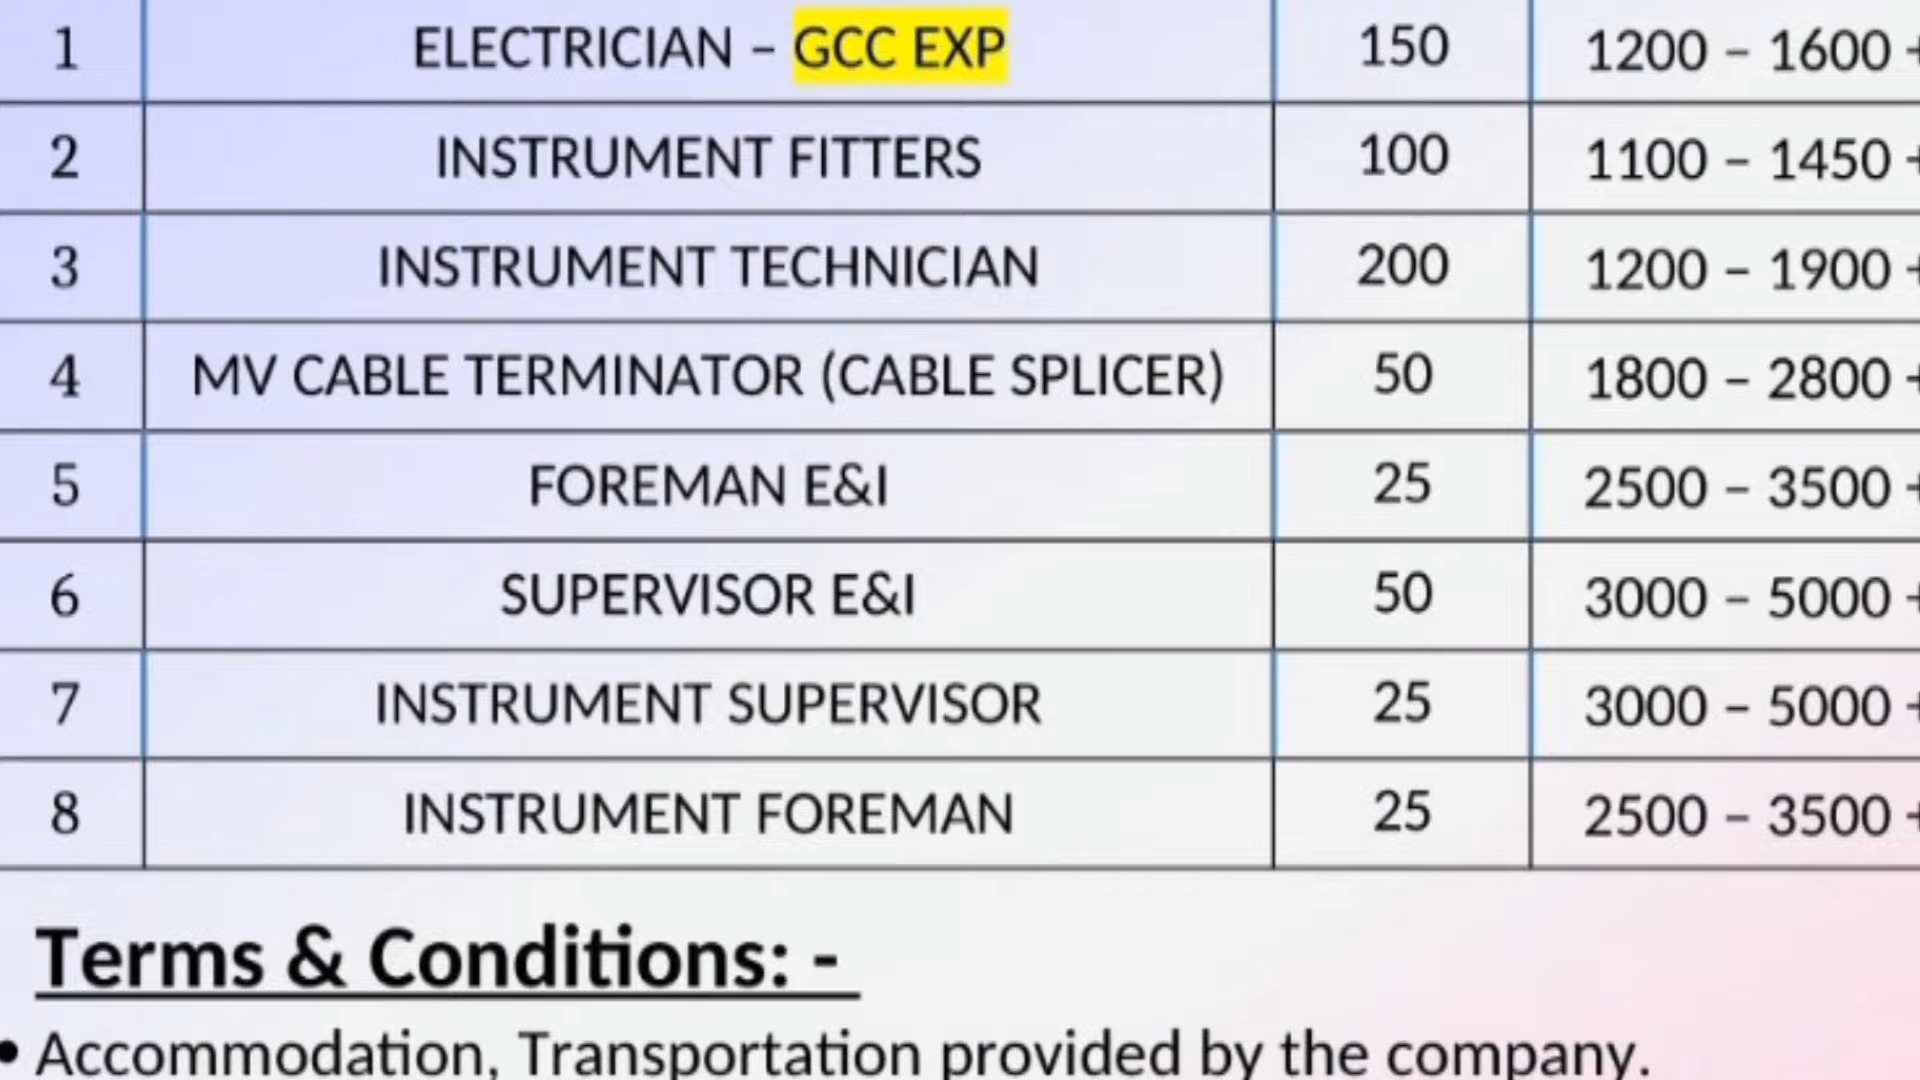 1 ELECTRICIAN – GCC EXP 150 1200 – 1600 +
2 INSTRUMENT FITTERS 100 1100 – 1450 +
3 INSTRUMENT TECHNICIAN 200 1200 – 1900 +
4 MV CABLE TERMINATOR (CABLE SPLICER) 50 1800 – 2800 +
5 FOREMAN E&I 25 2500 – 3500 +
6 SUPERVISOR E&I 50 3000 – 5000 +
7 INSTRUMENT SUPERVISOR 25 3000 – 5000 +
8 INSTRUMENT FOREMAN 25 2500 – 3500 +
Terms & Conditions: -
• Accommodation, Transportation provided by the company.